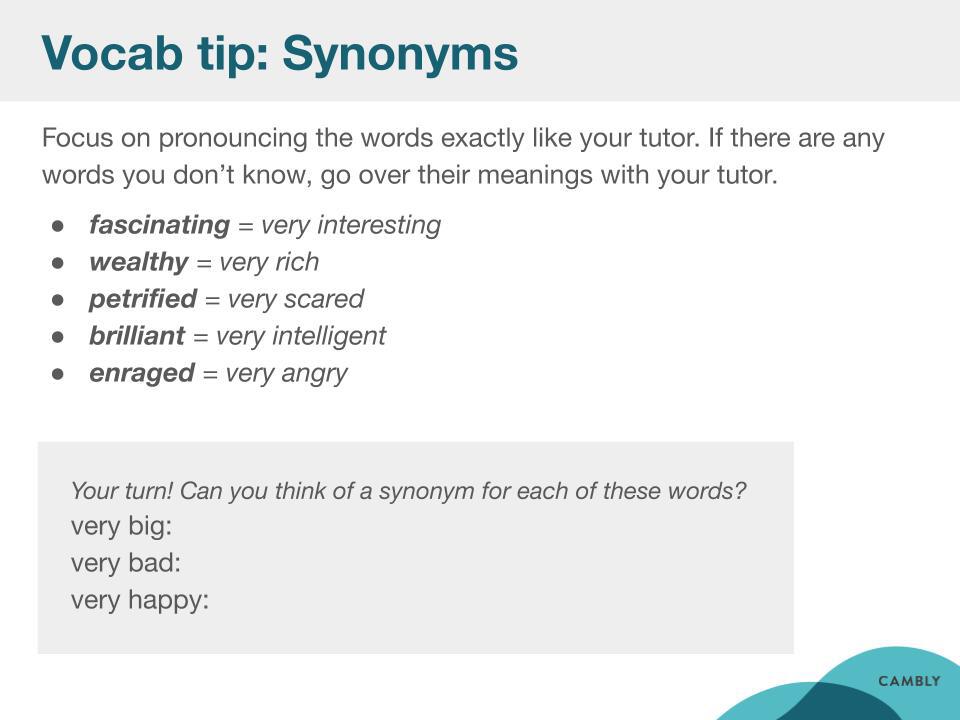 Vocab tip: Synonyms
Focus on pronouncing the words exactly like your tutor. If there are any
words you don’t know, go over their meanings with your tutor.
● fascinating = very interesting
● wealthy = very rich
● petrified = very scared
● brilliant = very intelligent
● enraged = very angry
Your turn! Can you think of a synonym for each of these words?
very big:
very bad:
very happy:
CAMBLY